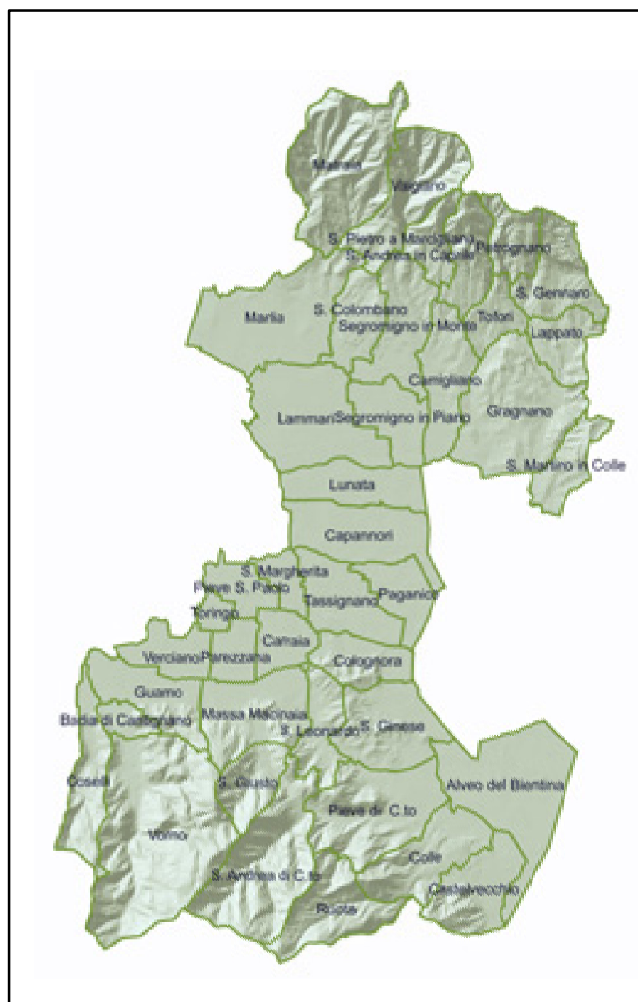 Matraia
Valgiano
S. Pietro a Marcigliano
S. Andrea in Caprile
Petrognano
S. Gennaro
Marlia
S. Colombano
Segromigno in Monte
Tofori
Lappato
Camigliano
Gragnano
Lammari
Segromigno in Piano
S. Martino in Colle
Lunata
Capannori
S. Margherita
Pieve S. Paolo
Tassignano
Paganico
Toringo
Carraia
Verciano
Parezzana
Colognora
Guamo
Massa Macinaia
Badia di Cantignano
S. Leonardo
S. Ginese
Coselli
S. Giusto
Alveo del Bientina
Vorno
Pieve di C.to
Colle
S. Andrea di C.to
Castelvecchio
Ruota